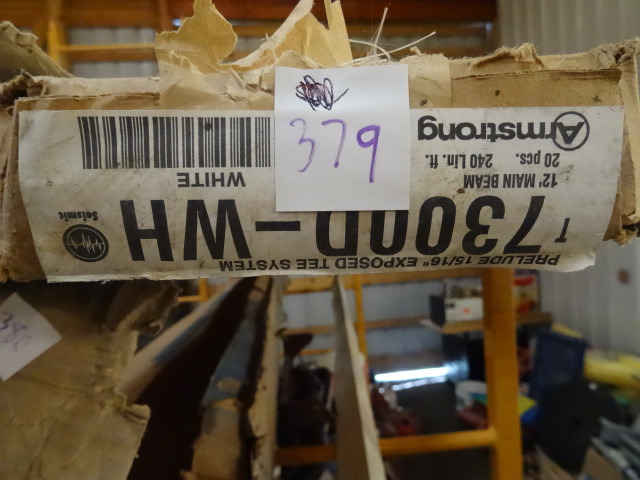 PRELUDE 15/16" EXPOSED TEE SYSTEM
7300D-WH
Seismic
12' MAIN BEAM
WHITE
20 pcs. 240 Lin. ft.
Armstrong
379
380